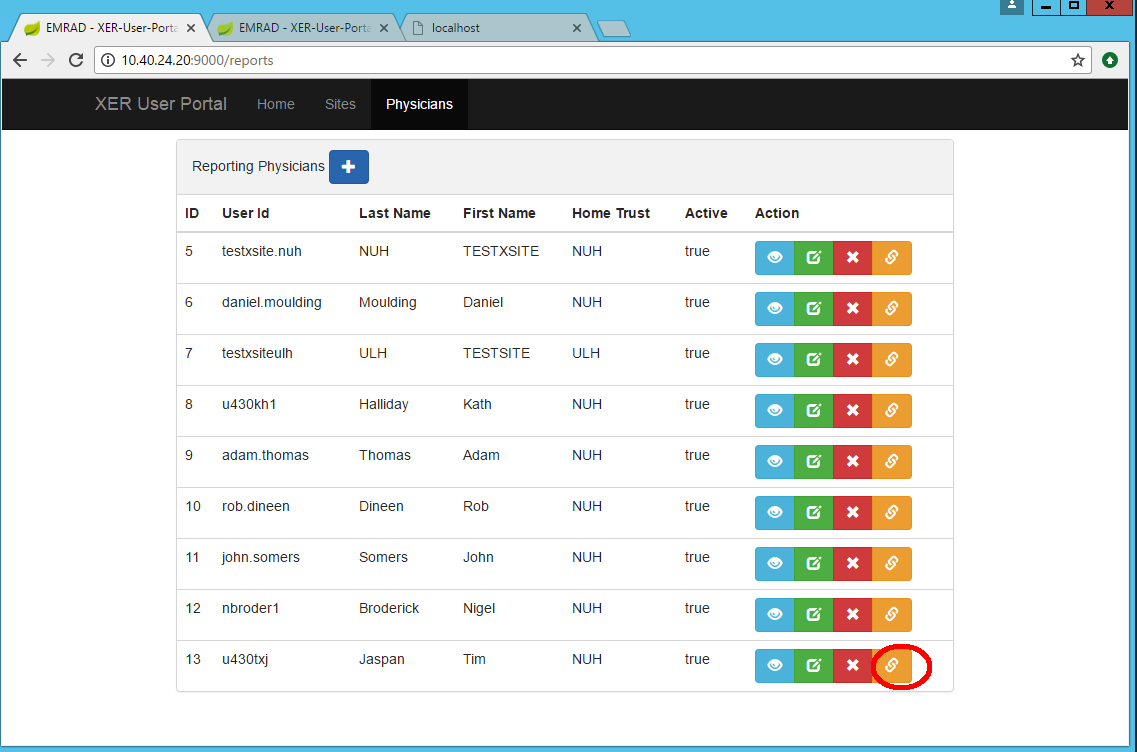 EMRAD - XER-User-Porta EMRAD - XER-User-Porta localhost
10.40.24.20:9000/reports
XER User Portal Home Sites Physicians
Reporting Physicians
ID User Id Last Name First Name Home Trust Active Action
5 testxsite.nuh NUH TESTXSITE NUH true
6 daniel.moulding Moulding Daniel NUH true
7 testxsiteulh ULH TESTSITE ULH true
8 u430kh1 Halliday Kath NUH true
9 adam.thomas Thomas Adam NUH true
10 rob.dineen Dineen Rob NUH true
11 john.somers Somers John NUH true
12 nbroder1 Broderick Nigel NUH true
13 u430txj Jaspan Tim NUH true